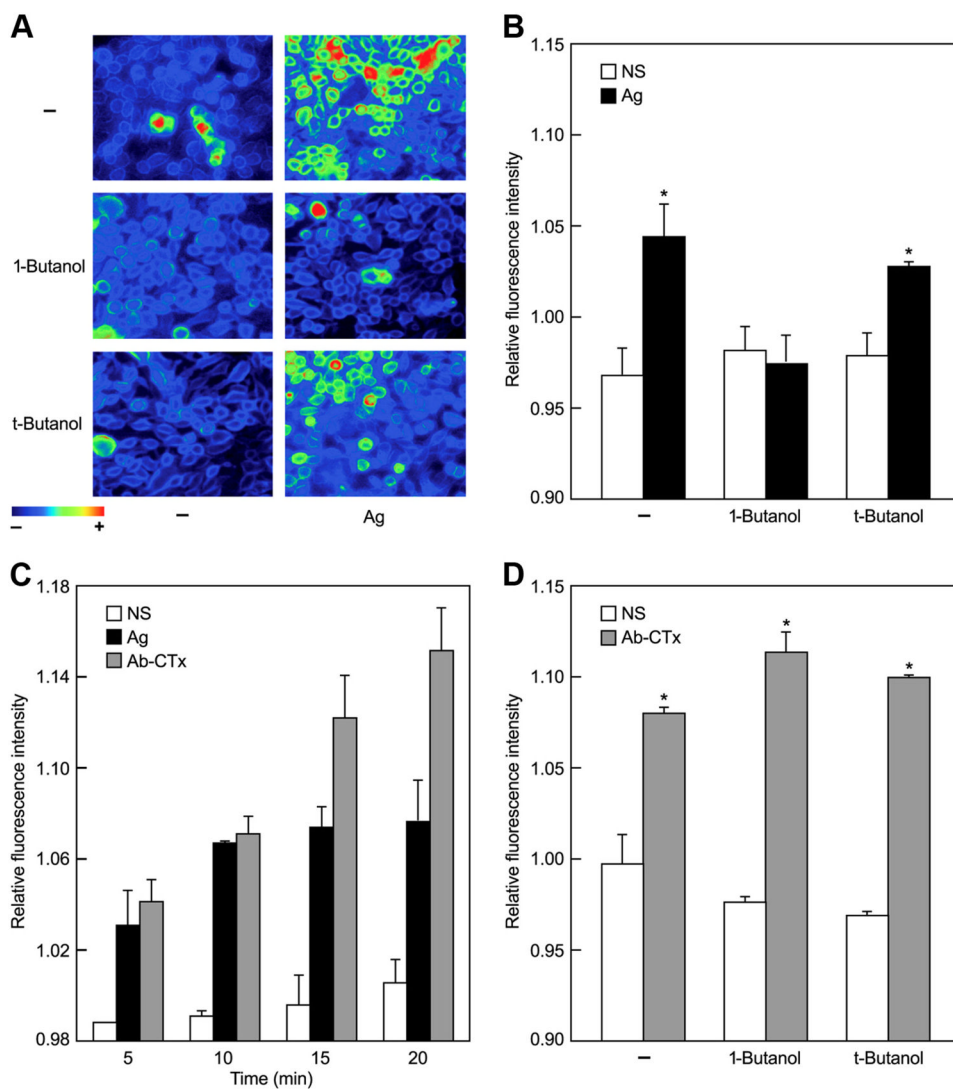 A
−
1-Butanol
t-Butanol
− +
− Ag
B
Relative fluorescence intensity
1.15
1.10
1.05
1.00
0.95
0.90
NS
Ag
*
*
− 1-Butanol t-Butanol
C
Relative fluorescence intensity
1.18
1.14
1.10
1.06
1.02
0.98
NS
Ag
Ab-CTx
5 10 15 20
Time (min)
D
Relative fluorescence intensity
1.15
1.10
1.05
1.00
0.95
0.90
NS
Ab-CTx
*
*
*
− 1-Butanol t-Butanol